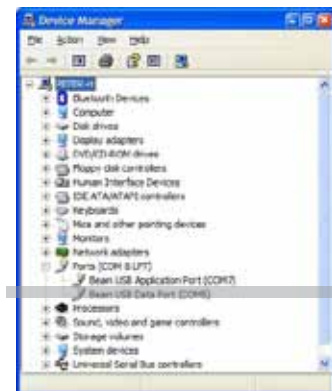 Device Manager
File Action View Help
Bluetooth Devices
Computer
Disk drives
Display adapters
DVD/CD-ROM drives
Floppy disk controllers
Human Interface Devices
IDE ATA/ATAPI controllers
Keyboards
Mice and other pointing devices
Monitors
Network adapters
Ports (COM & LPT)
Beam USB Application Port (COM7)
Beam USB Data Port
Processors
Sound, video and game controllers
Storage volumes
System devices
Universal Serial Bus controllers